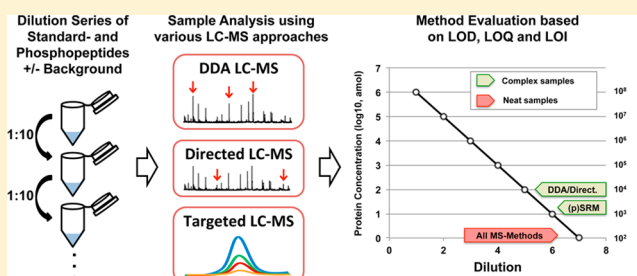 Dilution Series of
Standard- and
Phosphopeptides
+/- Background
1:10
1:10
Sample Analysis using
various LC-MS approaches
DDA LC-MS
Directed LC-MS
Targeted LC-MS
Method Evaluation based
on LOD, LOQ and LOI
Protein Concentration (log10, amol)
7
6
5
4
3
2
1
0
Complex samples
Neat samples
DDA/Direct.
(p)SRM
All MS-Methods
10⁸
10⁷
10⁶
10⁵
10⁴
10³
10²
0
2
4
6
8
Dilution